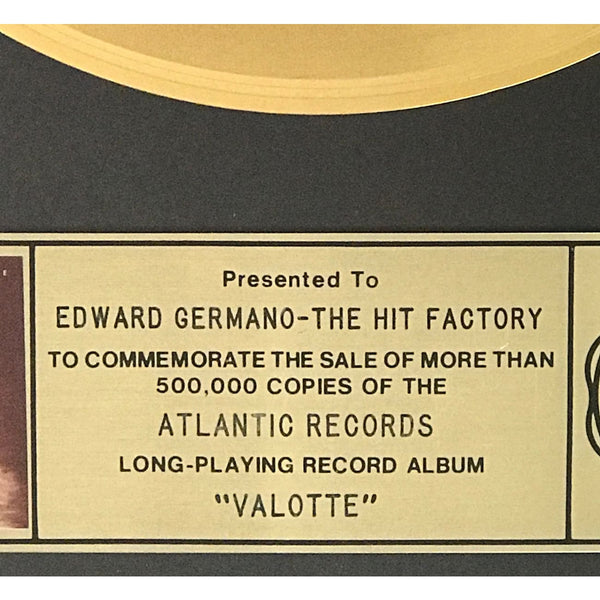 Presented To
EDWARD GERMANO-THE HIT FACTORY
TO COMMEMORATE THE SALE OF MORE THAN
500,000 COPIES OF THE
ATLANTIC RECORDS
LONG-PLAYING RECORD ALBUM
"VALOTTE"